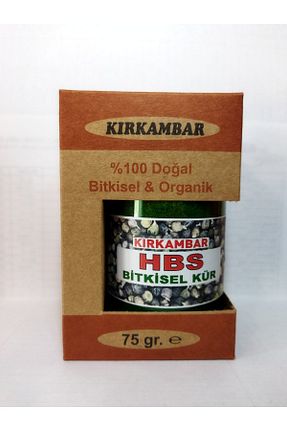 KIRKAMBAR
%100 Doğal
Bitkisel & Organik
KIRKAMBAR
HBS
BİTKİSEL KÜR
75 gr. ℮